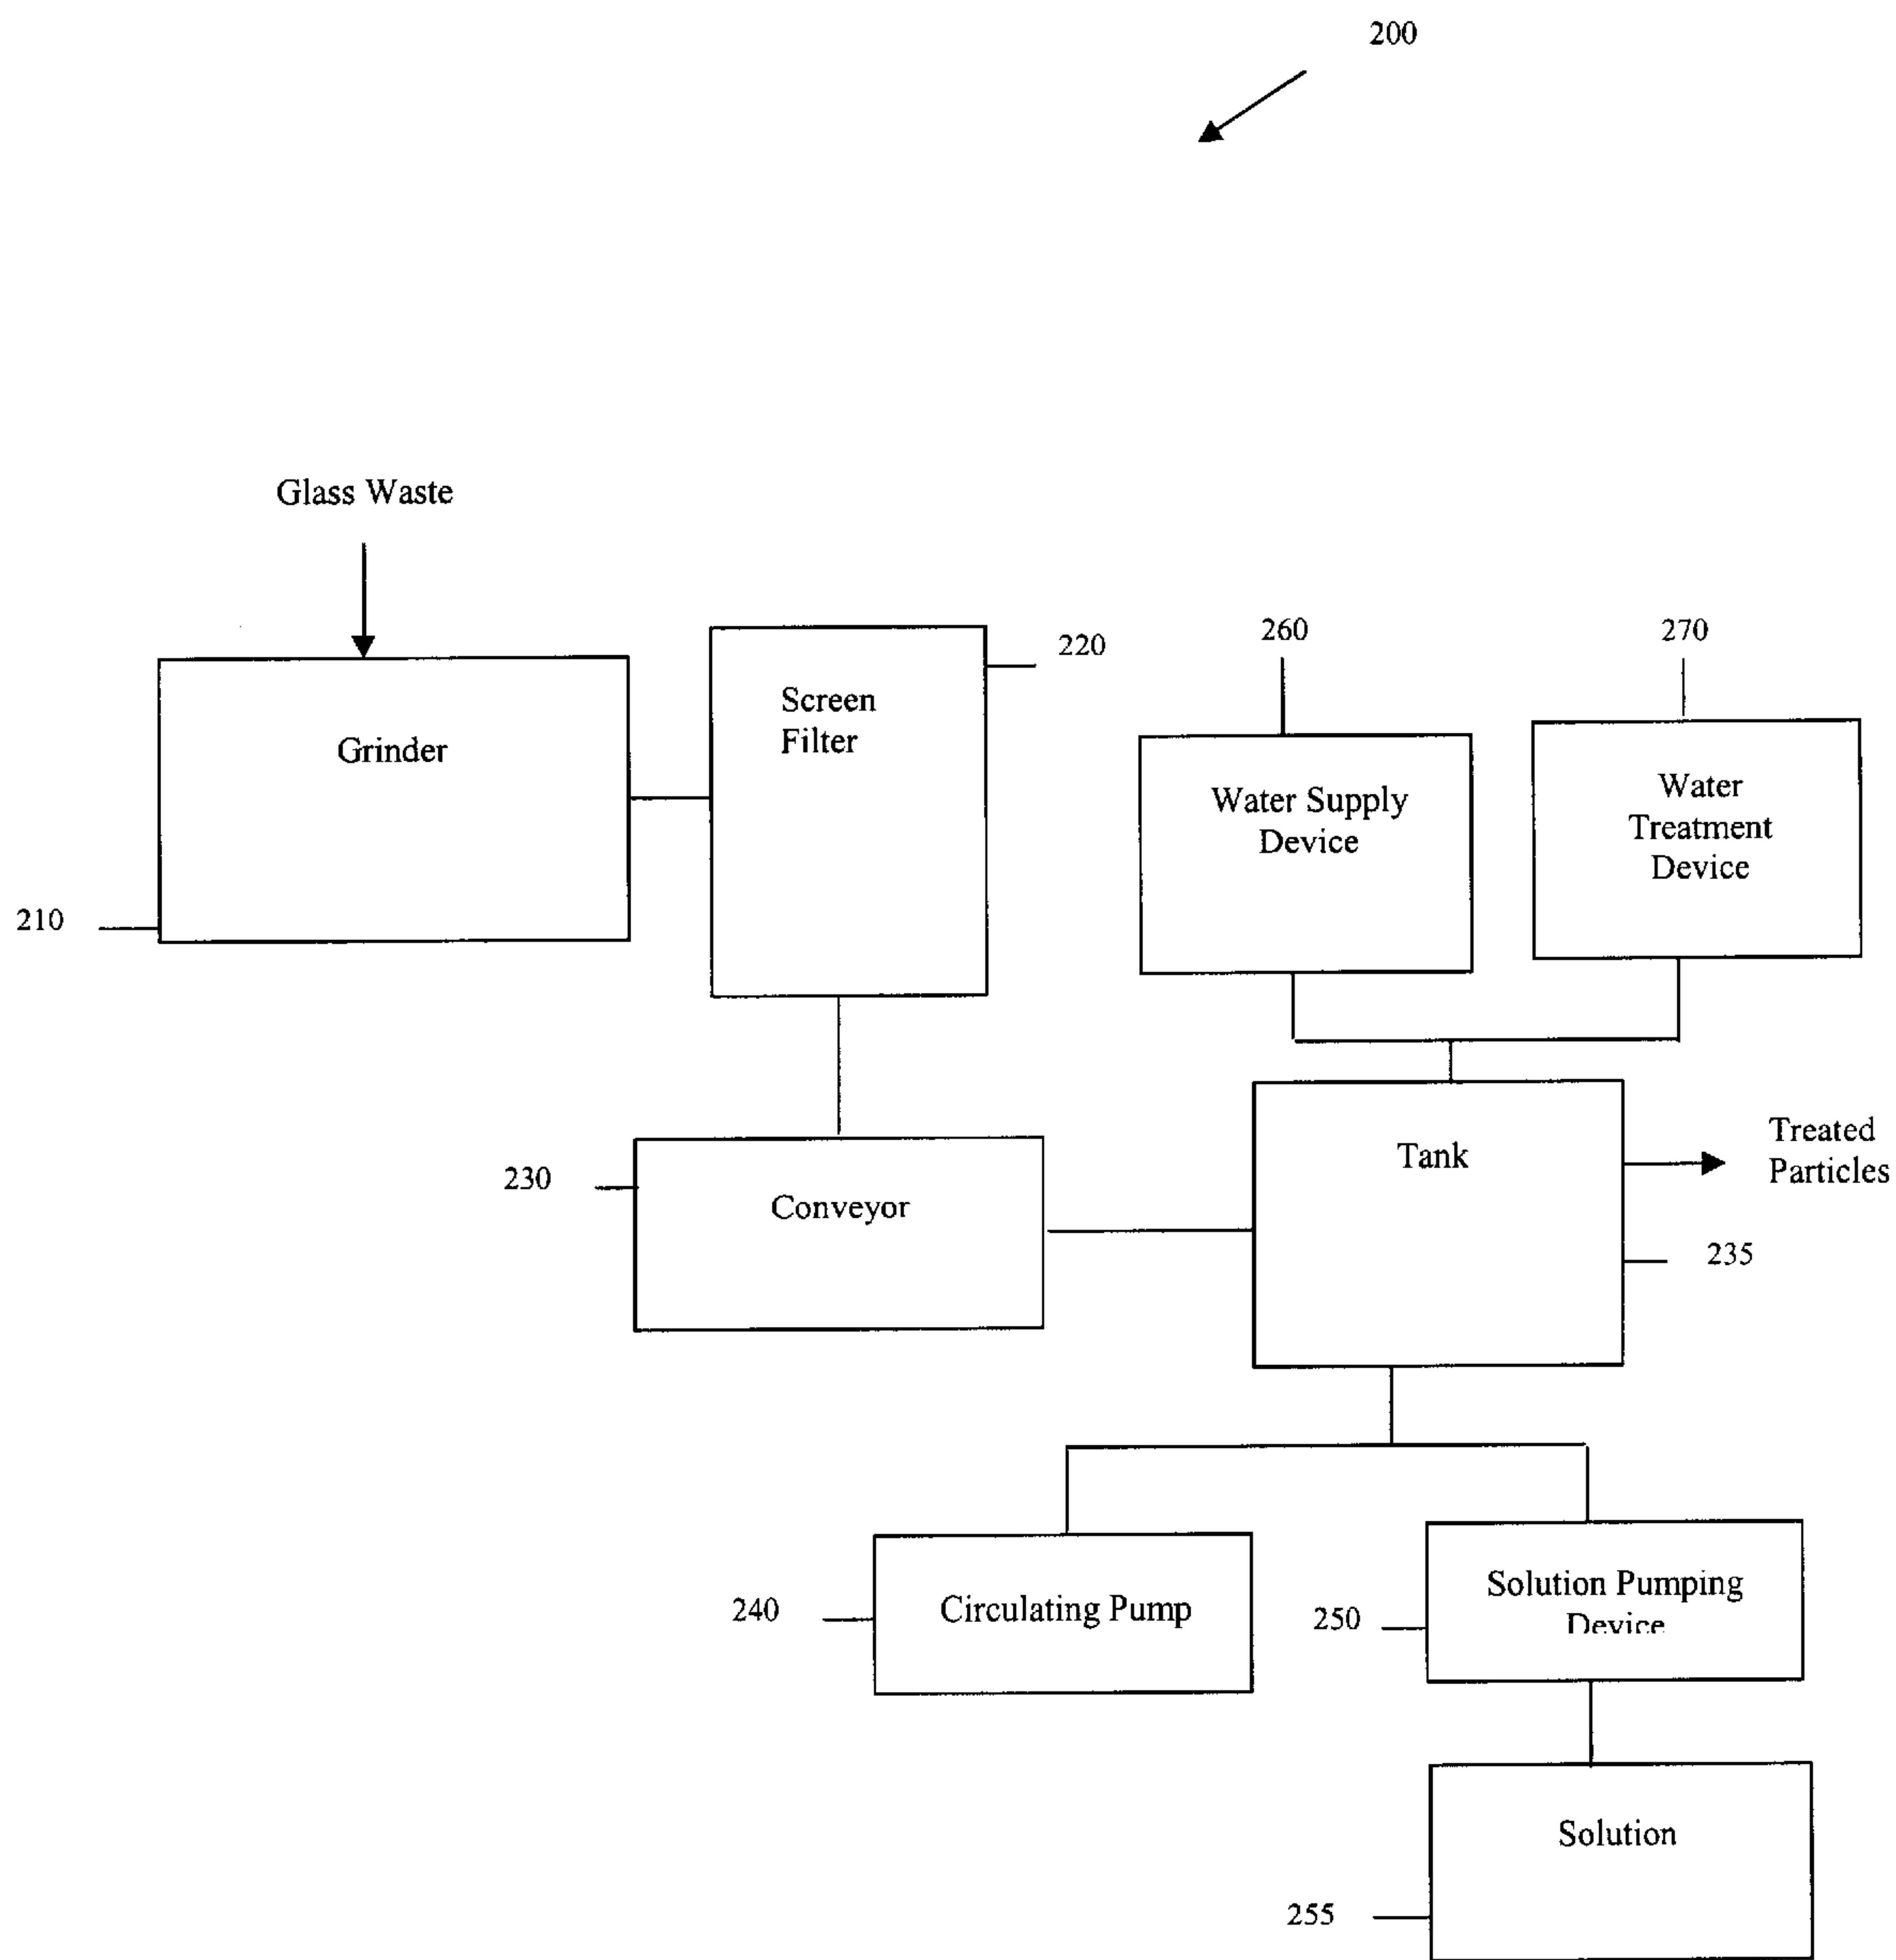 200
Glass Waste
260
270
220
Screen
Filter
Grinder
Water Supply
Device
Water
Treatment
Device
210
Treated
Particles
Tank
230
Conveyor
235
240
Circulating Pump
250
Solution Pumping
Device
Solution
255